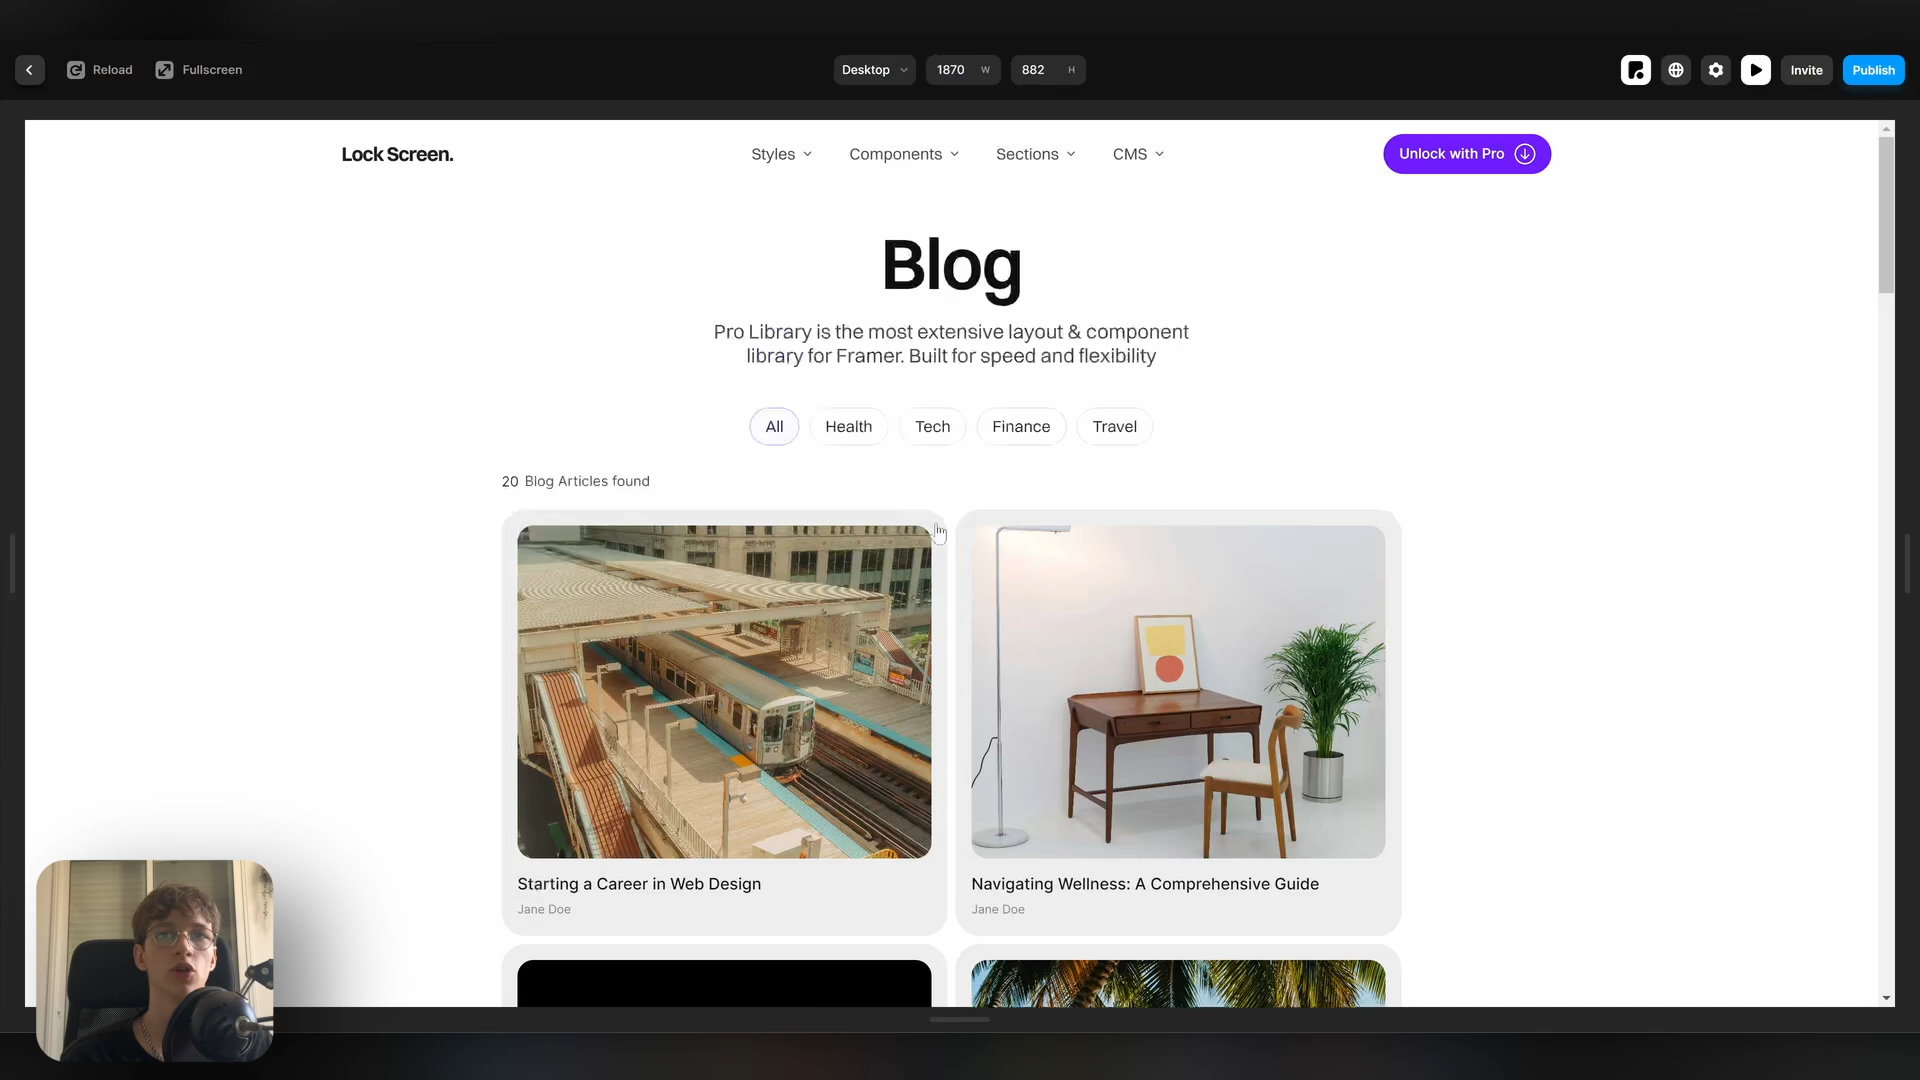 Reload
Fullscreen
Desktop
1870 W
882 H
Invite
Publish
Lock Screen.
Styles
Components
Sections
CMS
Unlock with Pro
Blog
Pro Library is the most extensive layout & component
library for Framer. Built for speed and flexibility
All
Health
Tech
Finance
Travel
20 Blog Articles found
Starting a Career in Web Design
Jane Doe
Navigating Wellness: A Comprehensive Guide
Jane Doe